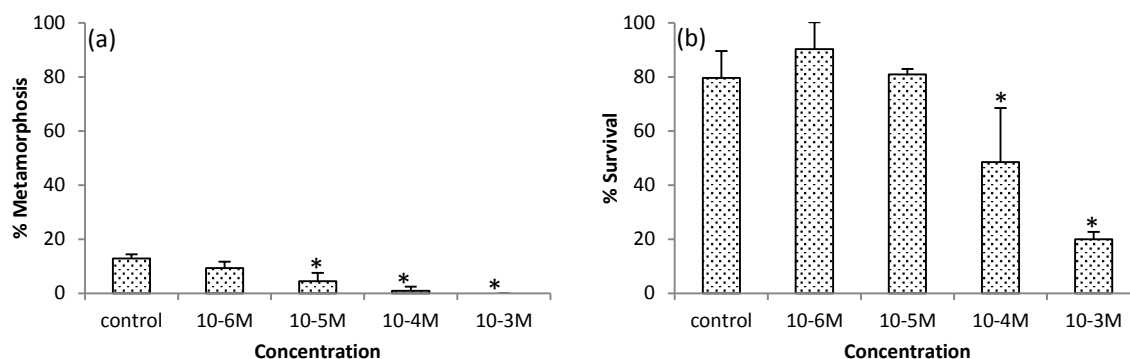 (a)
% Metamorphosis
100
80
60
40
20
0
* * *
control 10-6M 10-5M 10-4M 10-3M
Concentration
(b)
% Survival
100
80
60
40
20
0
* *
control 10-6M 10-5M 10-4M 10-3M
Concentration